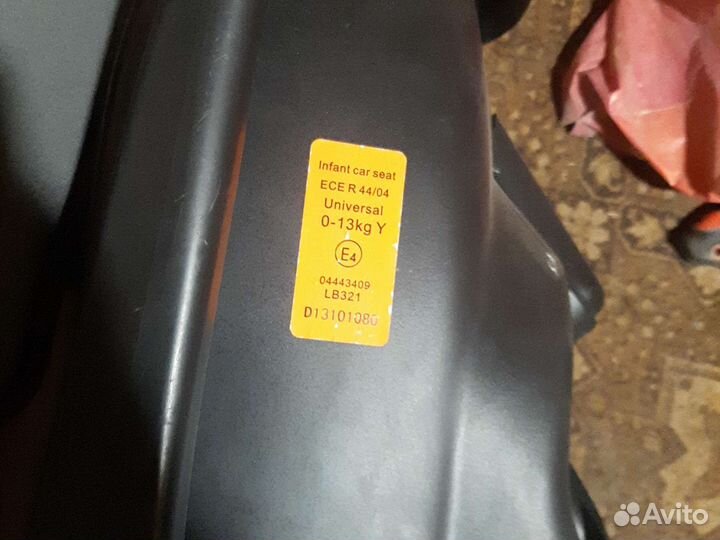 Infant car seat
ECE R 44/04
Universal
0-13kg Y
E4
04443409
LB321
D13101080
Avito